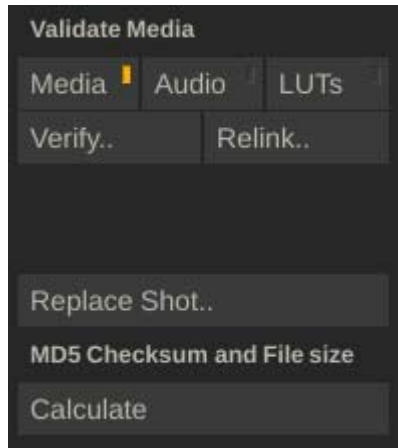 Validate Media
Media Audio LUTs
Verify.. Relink..
Replace Shot..
MD5 Checksum and File size
Calculate